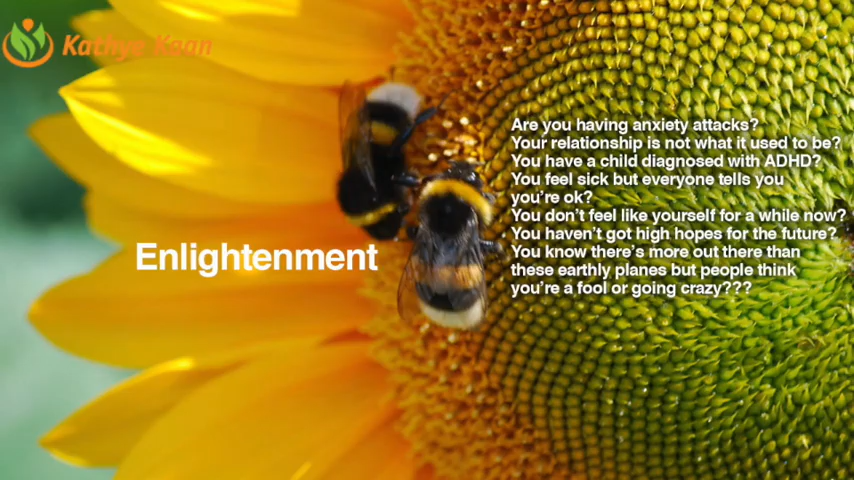 Kathye Kaan
Are you having anxiety attacks?
Your relationship is not what it used to be?
You have a child diagnosed with ADHD?
You feel sick but everyone tells you
you're ok?
You don't feel like yourself for a while now?
You haven't got high hopes for the future?
You know there's more out there than
these earthly planes but people think
you're a fool or going crazy???
Enlightenment